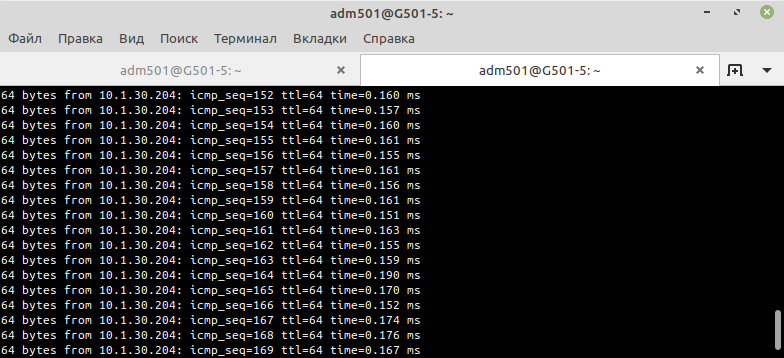 adm501@G501-5: ~
Файл Правка Вид Поиск Терминал Вкладки Справка
adm501@G501-5: ~ adm501@G501-5: ~
64 bytes from 10.1.30.204: icmp_seq=152 ttl=64 time=0.160 ms
64 bytes from 10.1.30.204: icmp_seq=153 ttl=64 time=0.157 ms
64 bytes from 10.1.30.204: icmp_seq=154 ttl=64 time=0.160 ms
64 bytes from 10.1.30.204: icmp_seq=155 ttl=64 time=0.161 ms
64 bytes from 10.1.30.204: icmp_seq=156 ttl=64 time=0.155 ms
64 bytes from 10.1.30.204: icmp_seq=157 ttl=64 time=0.161 ms
64 bytes from 10.1.30.204: icmp_seq=158 ttl=64 time=0.156 ms
64 bytes from 10.1.30.204: icmp_seq=159 ttl=64 time=0.161 ms
64 bytes from 10.1.30.204: icmp_seq=160 ttl=64 time=0.151 ms
64 bytes from 10.1.30.204: icmp_seq=161 ttl=64 time=0.163 ms
64 bytes from 10.1.30.204: icmp_seq=162 ttl=64 time=0.155 ms
64 bytes from 10.1.30.204: icmp_seq=163 ttl=64 time=0.159 ms
64 bytes from 10.1.30.204: icmp_seq=164 ttl=64 time=0.190 ms
64 bytes from 10.1.30.204: icmp_seq=165 ttl=64 time=0.170 ms
64 bytes from 10.1.30.204: icmp_seq=166 ttl=64 time=0.152 ms
64 bytes from 10.1.30.204: icmp_seq=167 ttl=64 time=0.174 ms
64 bytes from 10.1.30.204: icmp_seq=168 ttl=64 time=0.176 ms
64 bytes from 10.1.30.204: icmp_seq=169 ttl=64 time=0.167 ms